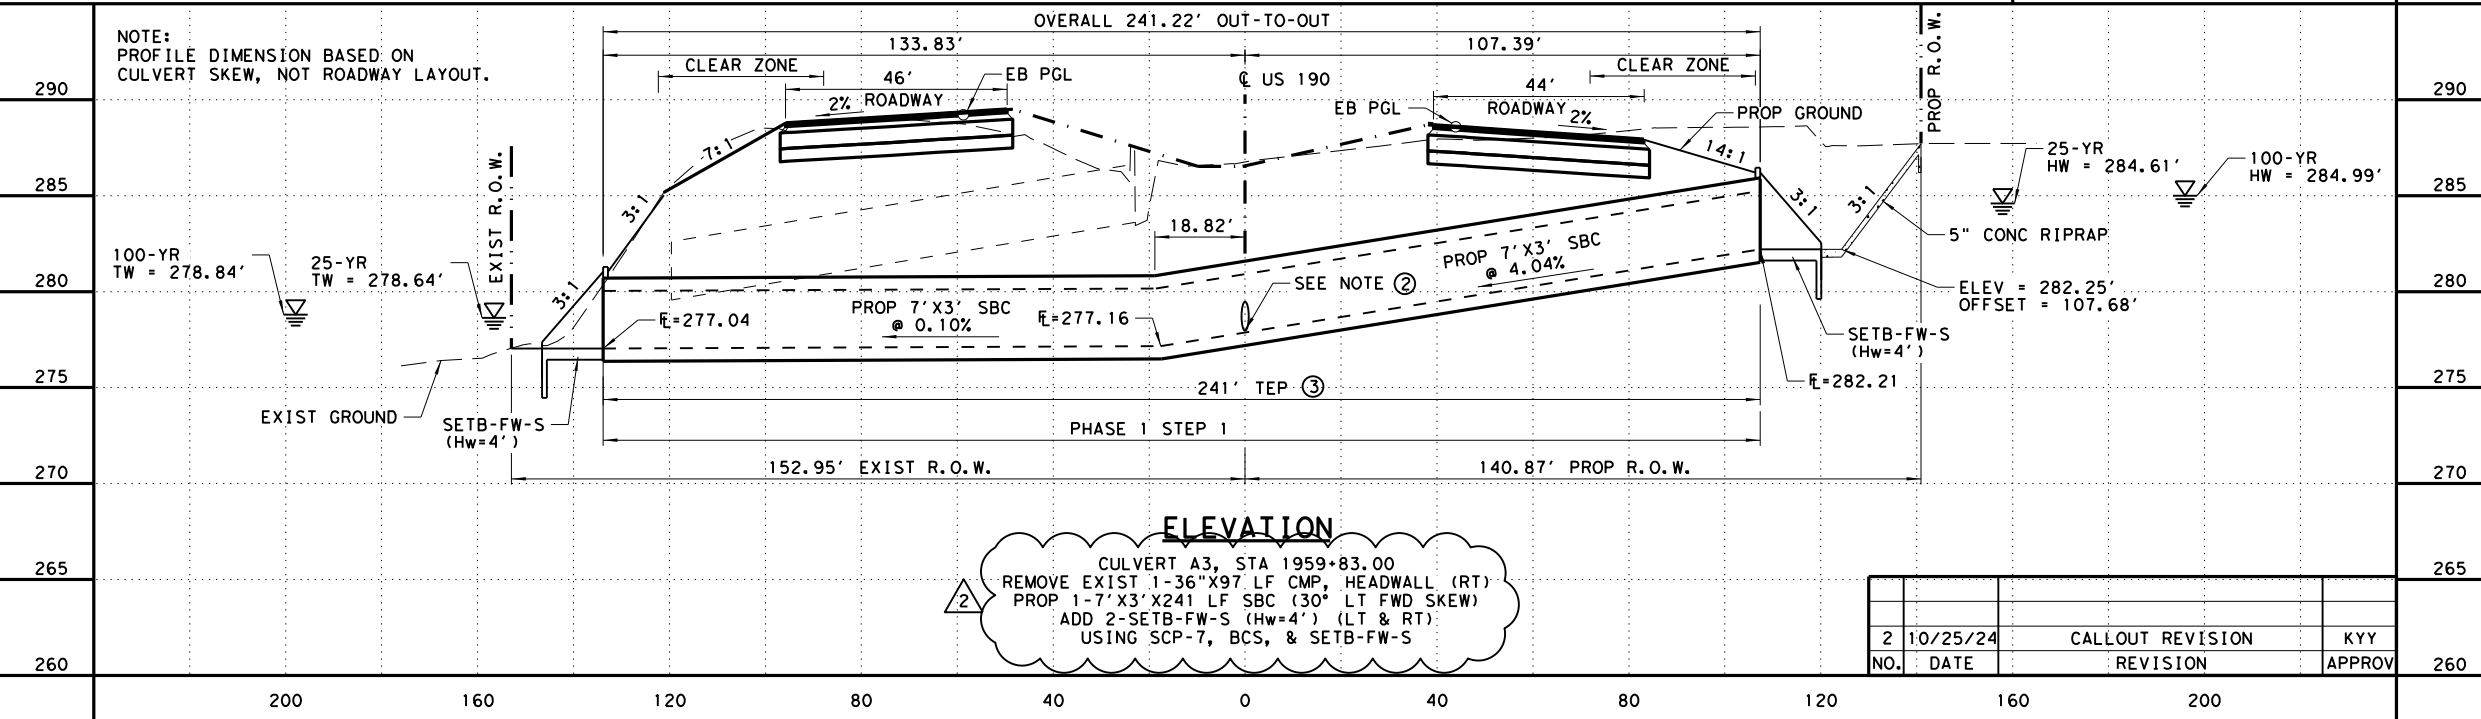 OVERALL 241.22' OUT-TO-OUT
NOTE:
PROFILE DIMENSION BASED ON
CULVERT SKEW, NOT ROADWAY LAYOUT.
133.83'
107.39'
PROP R.O.W.
CLEAR ZONE
46'
EB PGL
℄ US 190
CLEAR ZONE
44'
290
2% ROADWAY
EB PGL
ROADWAY
2%
PROP GROUND
290
7:1
14:1
25-YR
HW = 284.61'
100-YR
HW = 284.99'
285
EXIST R.O.W.
3:1
3:1
3:1
285
18.82'
5" CONC RIPRAP
100-YR
TW = 278.84'
25-YR
TW = 278.64'
PROP 7'X3' SBC
@ 4.04%
280
3:1
SEE NOTE ②
ELEV = 282.25'
OFFSET = 107.68'
280
PROP 7'X3' SBC
@ 0.10%
FL=277.04
FL=277.16
SETB-FW-S
(Hw=4')
275
241' TEP ③
FL=282.21
275
EXIST GROUND
SETB-FW-S
(Hw=4')
PHASE 1 STEP 1
270
152.95' EXIST R.O.W.
140.87' PROP R.O.W.
270
ELEVATION
CULVERT A3, STA 1959+83.00
REMOVE EXIST 1-36"X97 LF CMP, HEADWALL (RT)
PROP 1-7'X3'X241 LF SBC (30° LT FWD SKEW)
ADD 2-SETB-FW-S (Hw=4') (LT & RT)
USING SCP-7, BCS, & SETB-FW-S
2
265
265
2 10/25/24 CALLOUT REVISION KYY
NO. DATE REVISION APPROV
260
260
200 160 120 80 40 0 40 80 120 160 200